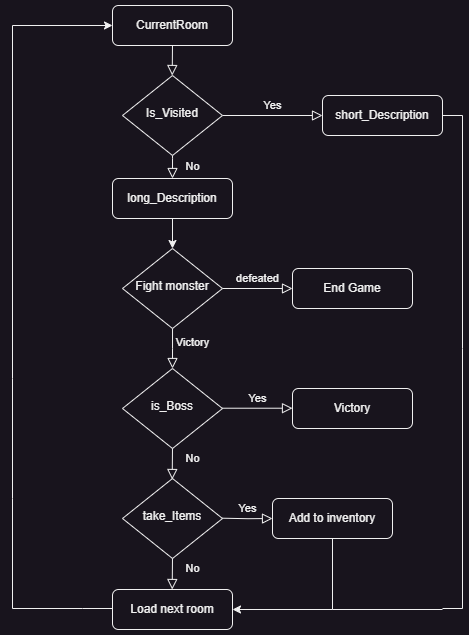 CurrentRoom
Is_Visited
Yes
short_Description
No
long_Description
Fight monster
defeated
End Game
Victory
is_Boss
Yes
Victory
No
take_Items
Yes
Add to inventory
No
Load next room